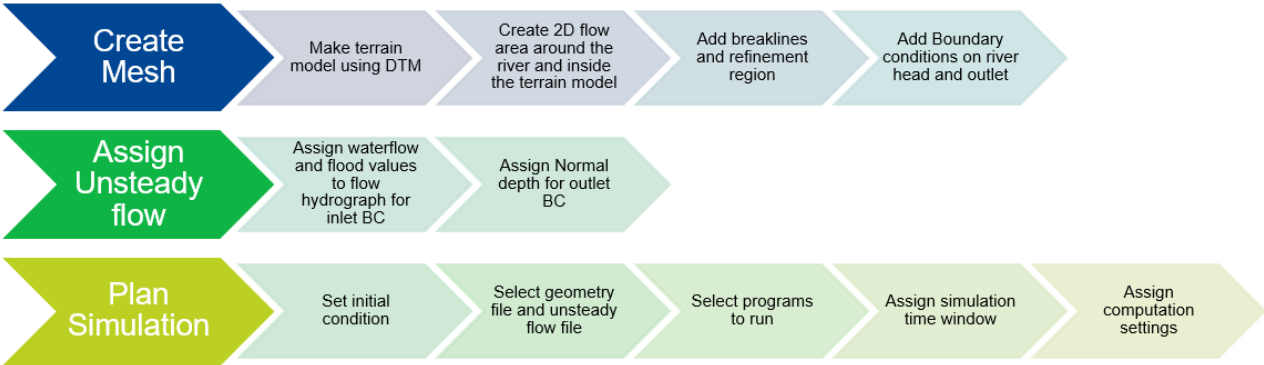 Create
Mesh
Make terrain
model using DTM
Create 2D flow
area around the
river and inside
the terrain model
Add breaklines
and refinement
region
Add Boundary
conditions on river
head and outlet
Assign
Unsteady
flow
Assign waterflow
and flood values
to flow
hydrograph for
inlet BC
Assign Normal
depth for outlet
BC
Plan
Simulation
Set initial
condition
Select geometry
file and unsteady
flow file
Select programs
to run
Assign simulation
time window
Assign
computation
settings